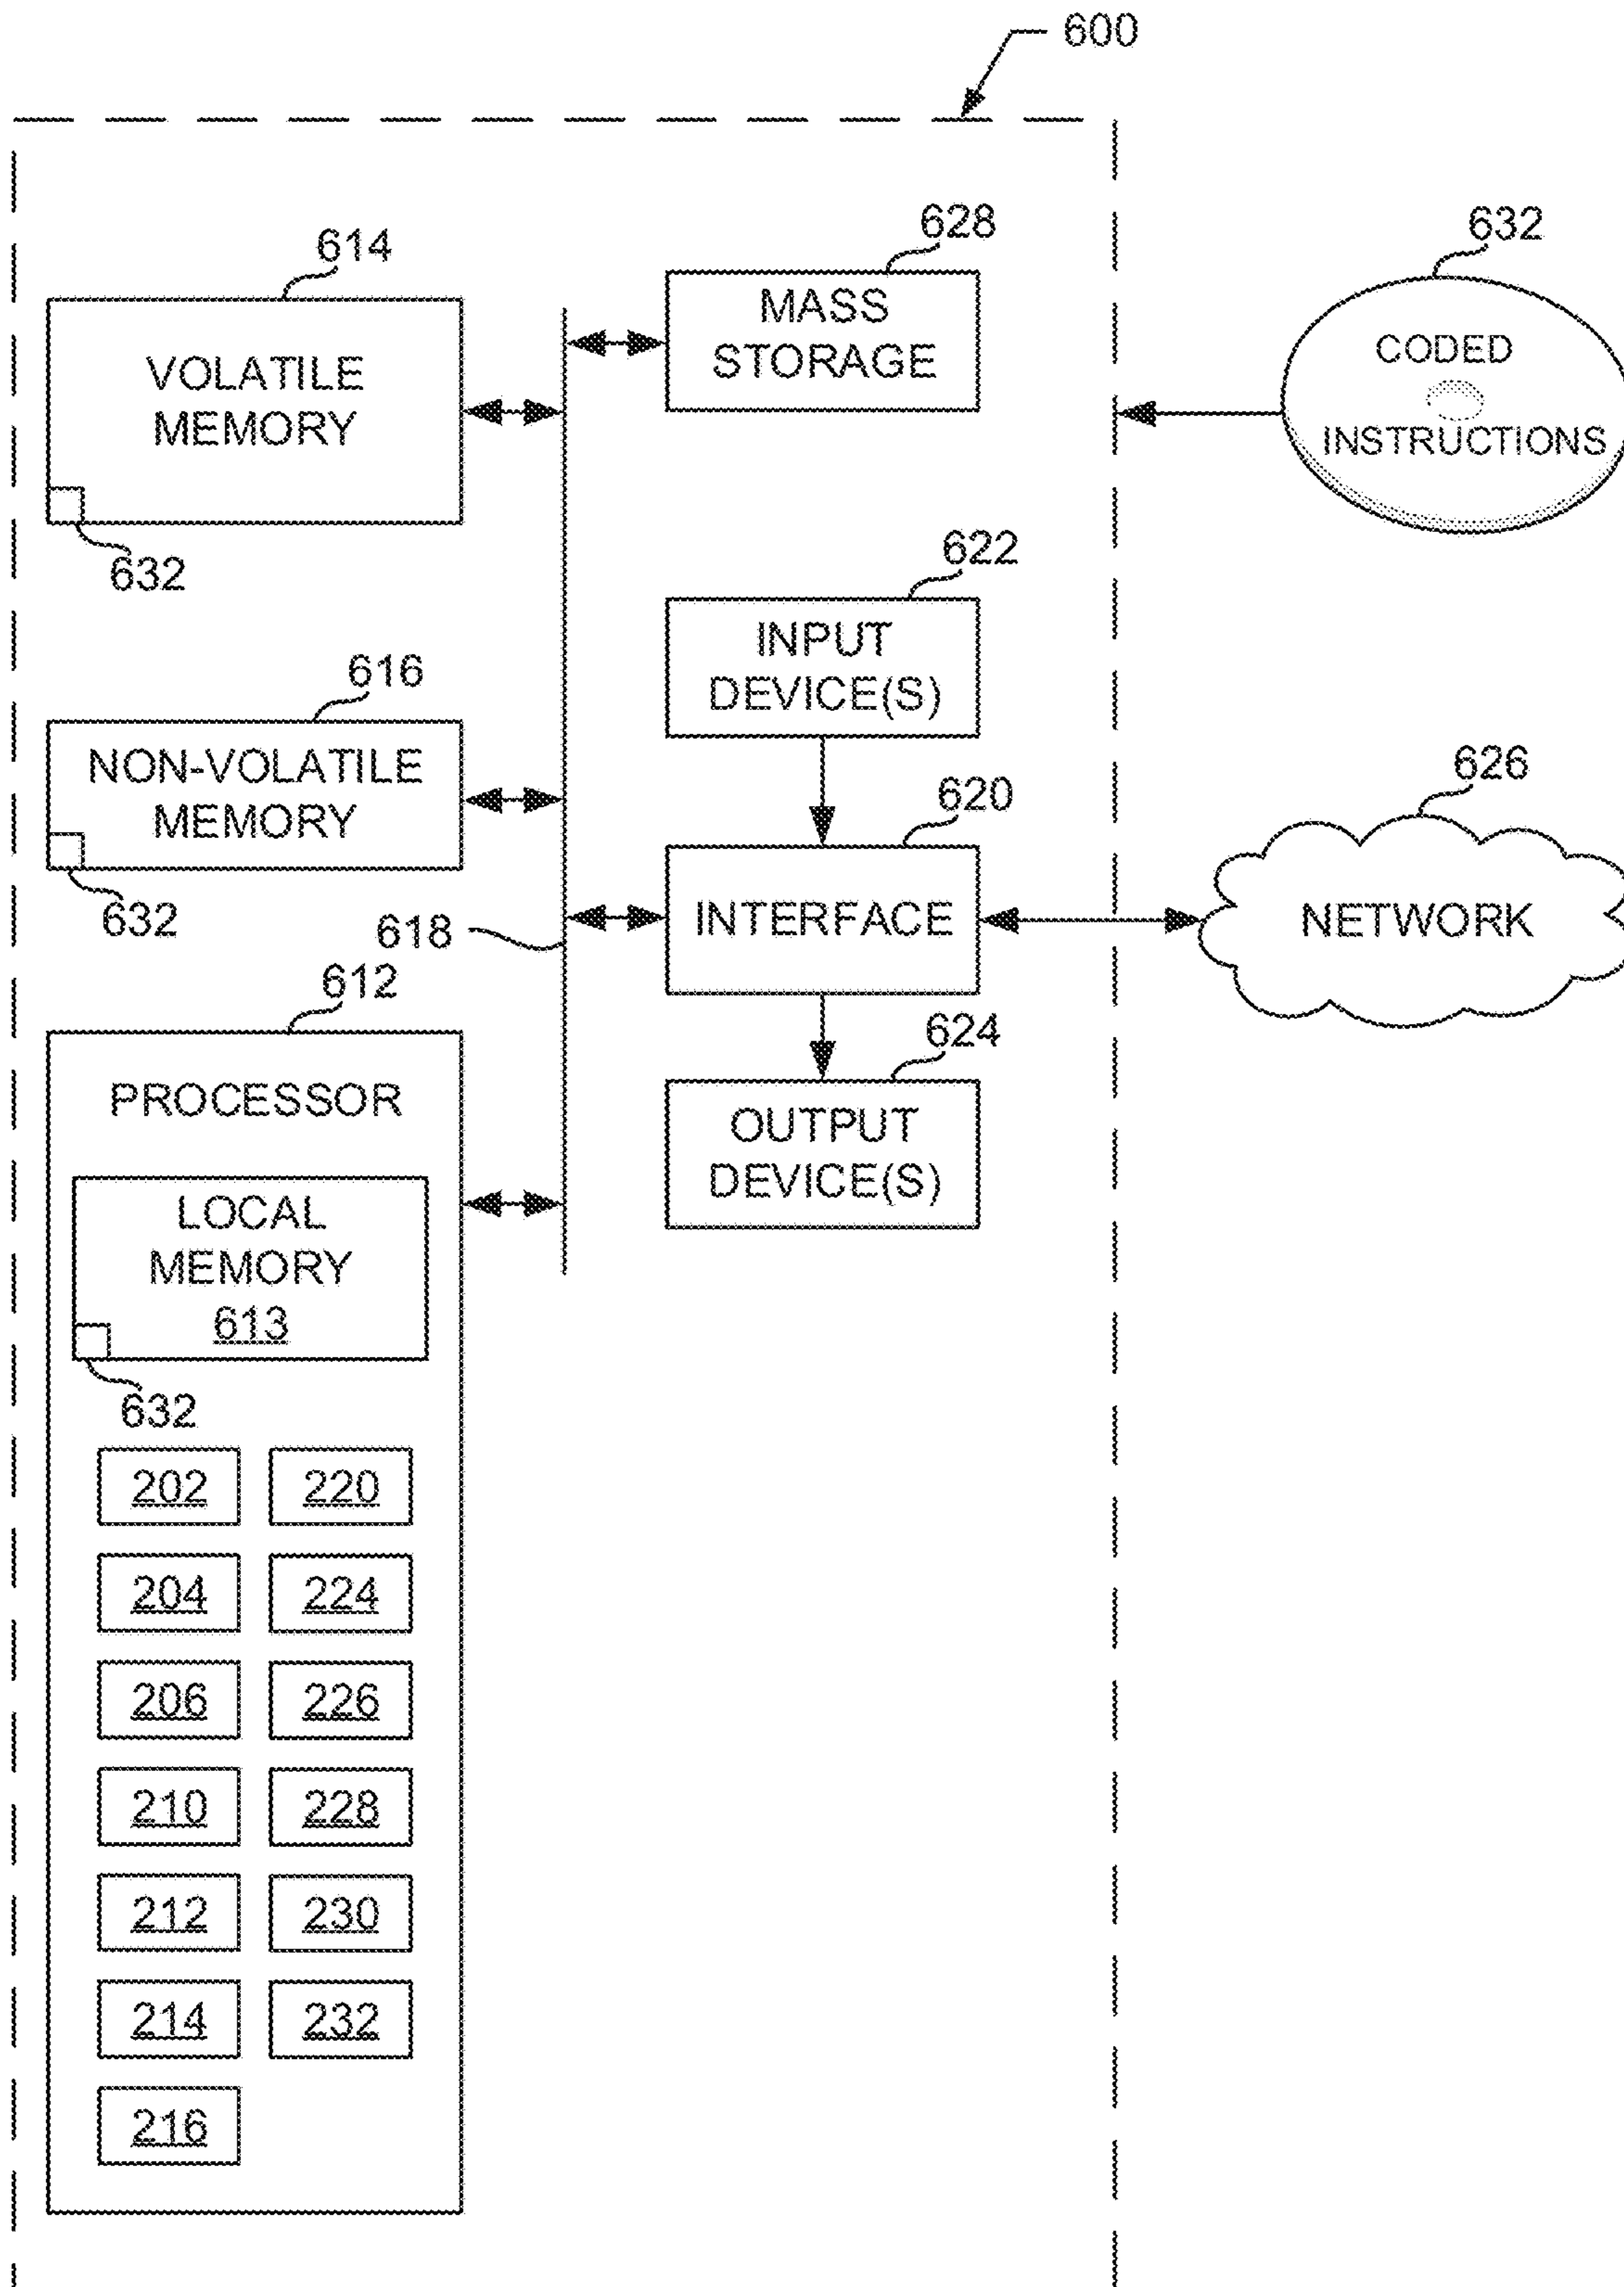 600
614
VOLATILE
MEMORY
632
628
MASS
STORAGE
632
CODED
INSTRUCTIONS
622
INPUT
DEVICE(S)
616
NON-VOLATILE
MEMORY
632
618
620
INTERFACE
626
NETWORK
612
PROCESSOR
LOCAL
MEMORY
613
632
624
OUTPUT
DEVICE(S)
202
220
204
224
206
226
210
228
212
230
214
232
216